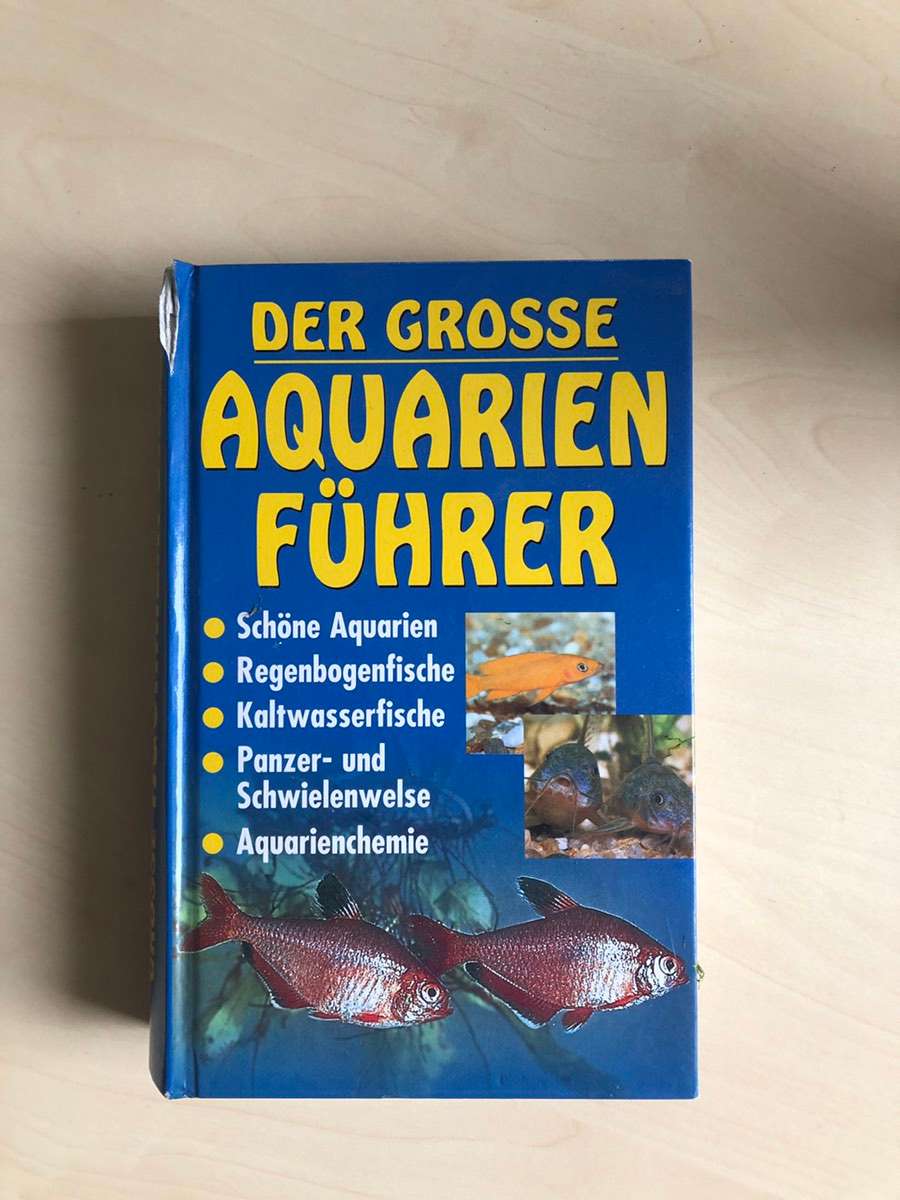 DER GROSSE
AQUARIEN
FÜHRER
Schöne Aquarien
Regenbogenfische
Kaltwasserfische
Panzer- und
Schwielenwelse
Aquarienchemie